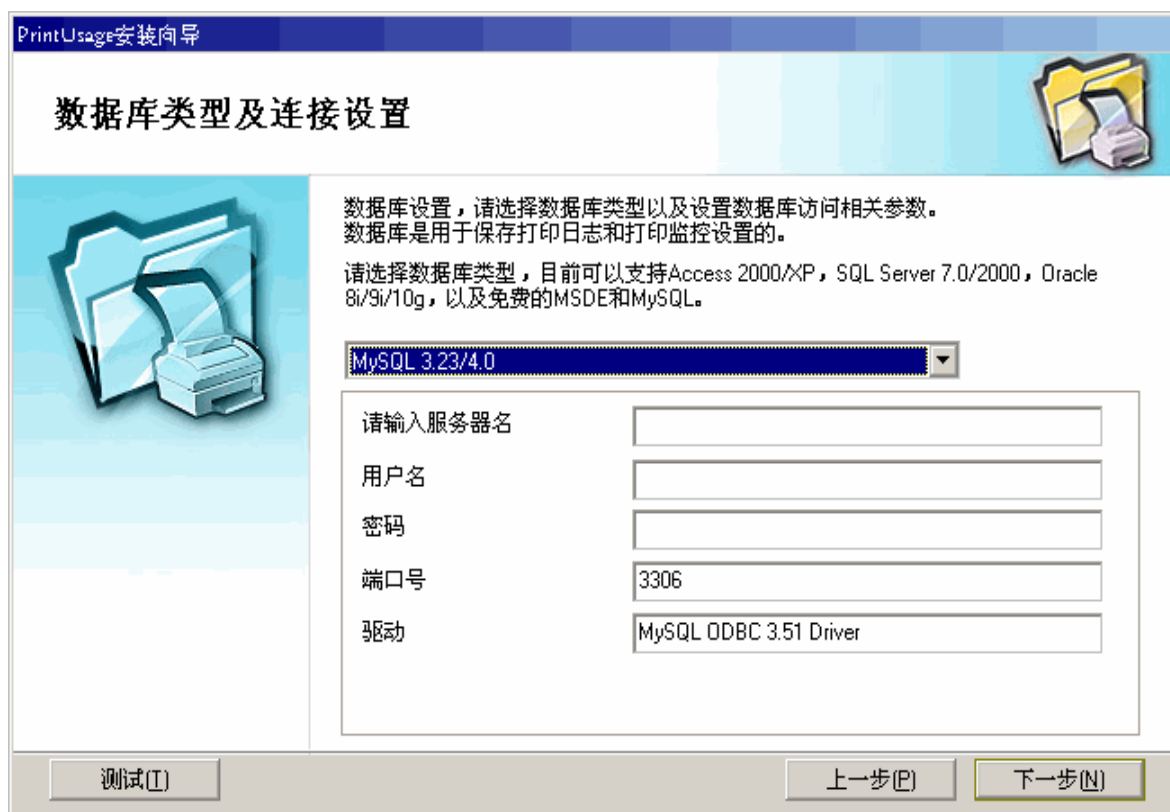 PrintUsage安装向导
数据库类型及连接设置
数据库设置，请选择数据库类型以及设置数据库访问相关参数。
数据库是用于保存打印日志和打印监控设置的。
请选择数据库类型，目前可以支持Access 2000/XP，SQL Server 7.0/2000，Oracle
8i/9i/10g，以及免费的MSDE和MySQL。
MySQL 3.23/4.0
请输入服务器名
用户名
密码
端口号 3306
驱动 MySQL ODBC 3.51 Driver
测试(T) 上一步(P) 下一步(N)